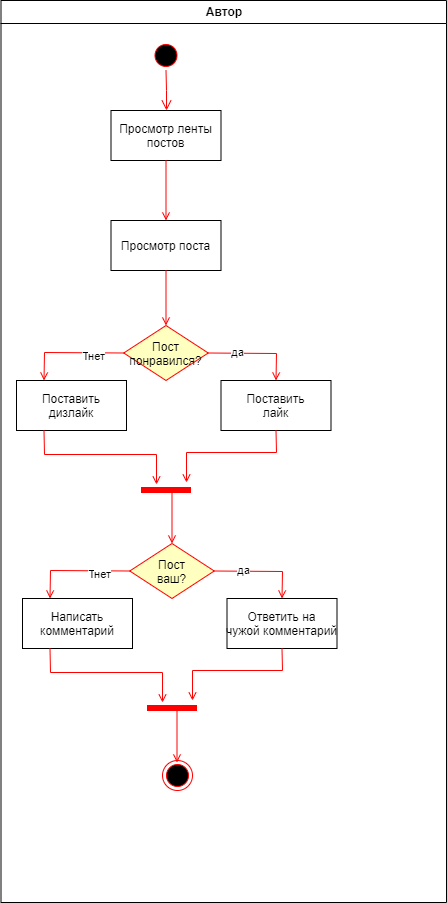 Автор
Просмотр ленты
постов
Просмотр поста
Пост
понравился?
Тнет
да
Поставить
дизлайк
Поставить
лайк
Пост
ваш?
Тнет
да
Написать
комментарий
Ответить на
чужой комментарий